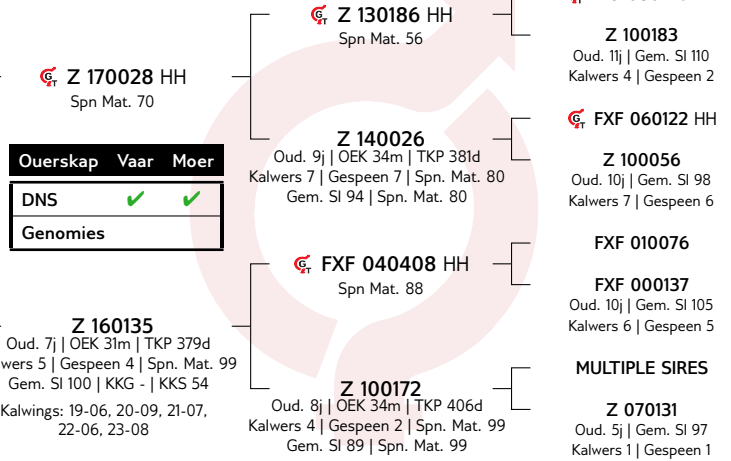 Z 170028 HH
Spn Mat. 70
Ouerskap Vaar Moer
DNS ✔ ✔
Genomies
Z 160135
Oud. 7j | OEK 31m | TKP 379d
wers 5 | Gespeen 4 | Spn. Mat. 99
Gem. SI 100 | KKG - | KKS 54
Kalwings: 19-06, 20-09, 21-07,
22-06, 23-08
Z 130186 HH
Spn Mat. 56
Z 140026
Oud. 9j | OEK 34m | TKP 381d
Kalwers 7 | Gespeen 7 | Spn. Mat. 80
Gem. SI 94 | Spn. Mat. 80
FXF 040408 HH
Spn Mat. 88
Z 100172
Oud. 8j | OEK 34m | TKP 406d
Kalwers 4 | Gespeen 2 | Spn. Mat. 99
Gem. SI 89 | Spn. Mat. 99
Z 100183
Oud. 11j | Gem. SI 110
Kalwers 4 | Gespeen 2
FXF 060122 HH
Z 100056
Oud. 10j | Gem. SI 98
Kalwers 7 | Gespeen 6
FXF 010076
FXF 000137
Oud. 10j | Gem. SI 105
Kalwers 6 | Gespeen 5
MULTIPLE SIRES
Z 070131
Oud. 5j | Gem. SI 97
Kalwers 1 | Gespeen 1